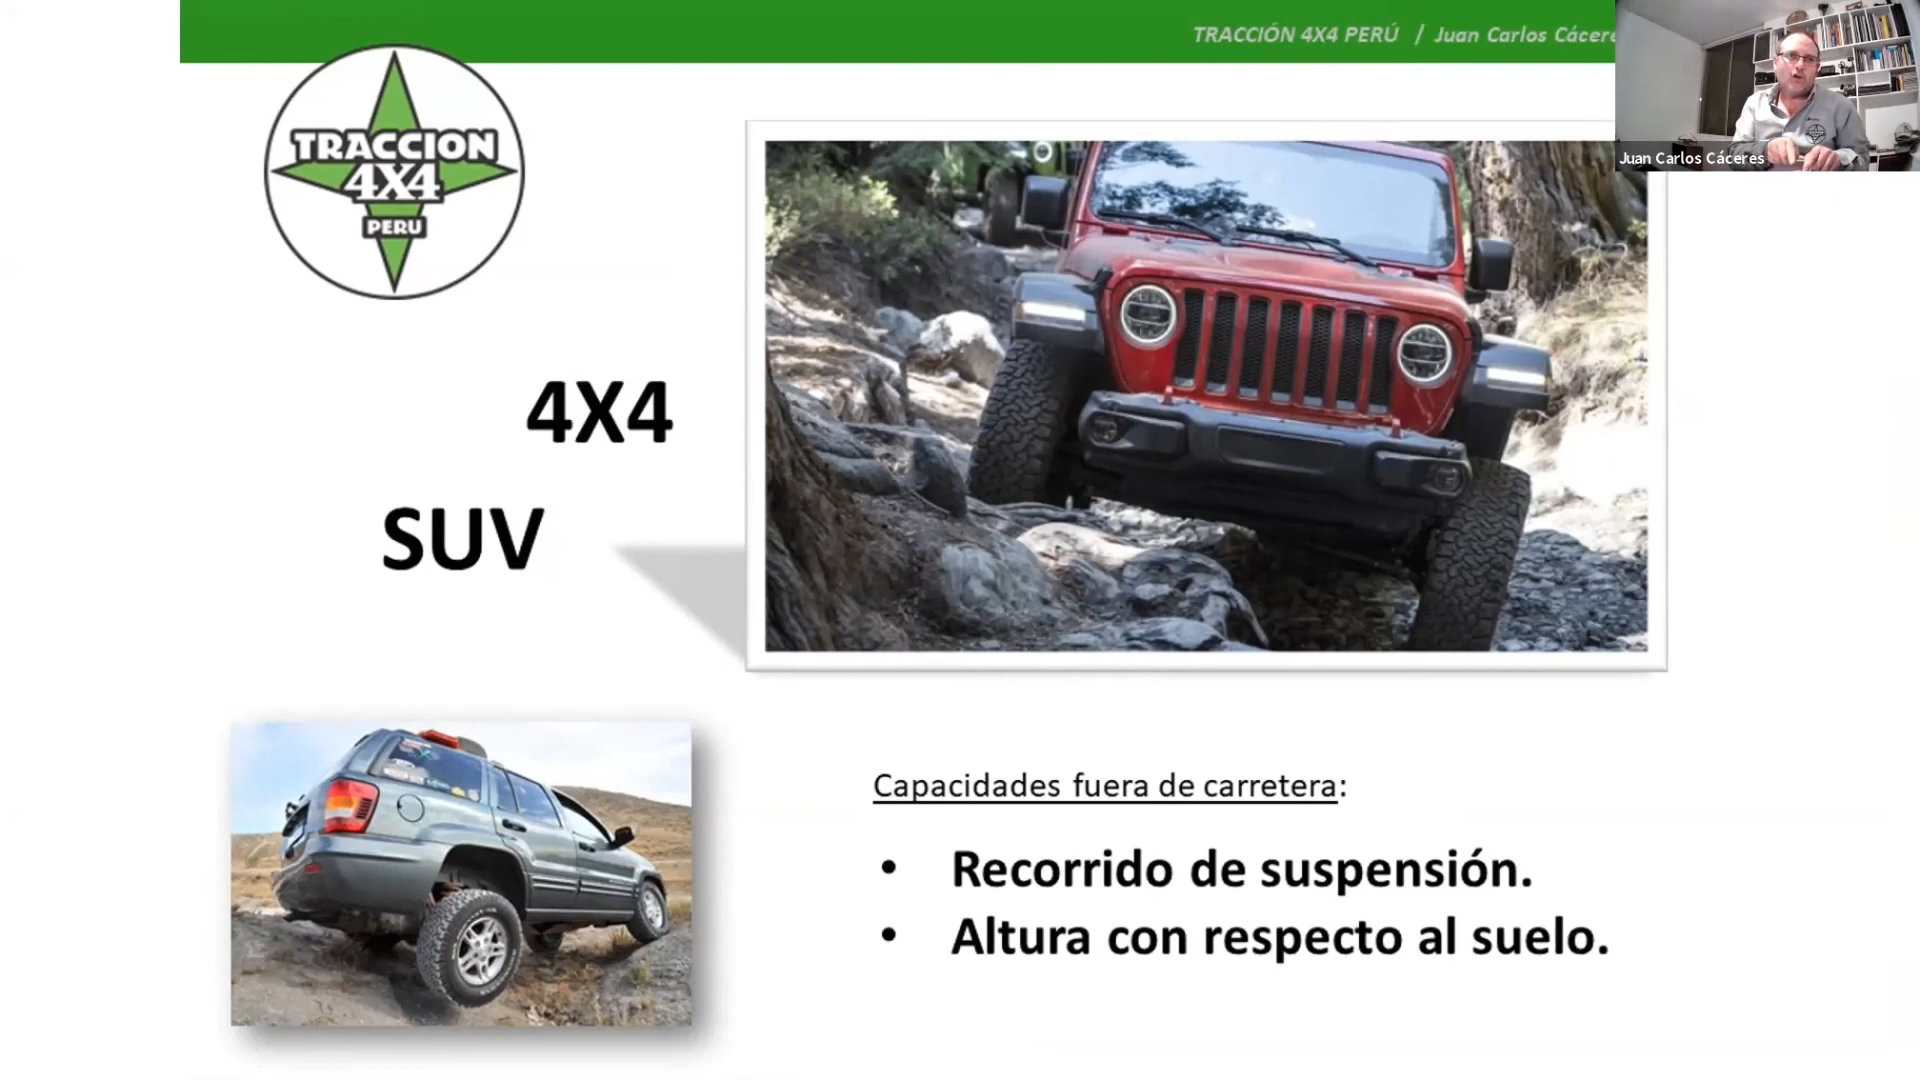 TRACCIÓN 4X4 PERÚ / Juan Carlos
Juan Carlos Cáceres
TRACCION
4X4
PERU
4X4
SUV
Capacidades fuera de carretera:
• Recorrido de suspensión.
• Altura con respecto al suelo.